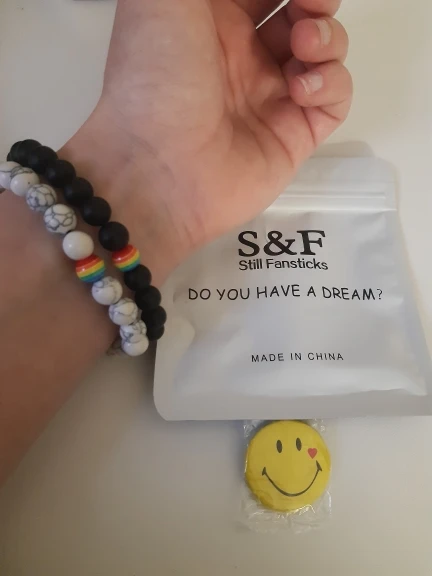 S&F
Still Fansticks
DO YOU HAVE A DREAM?
MADE IN CHINA